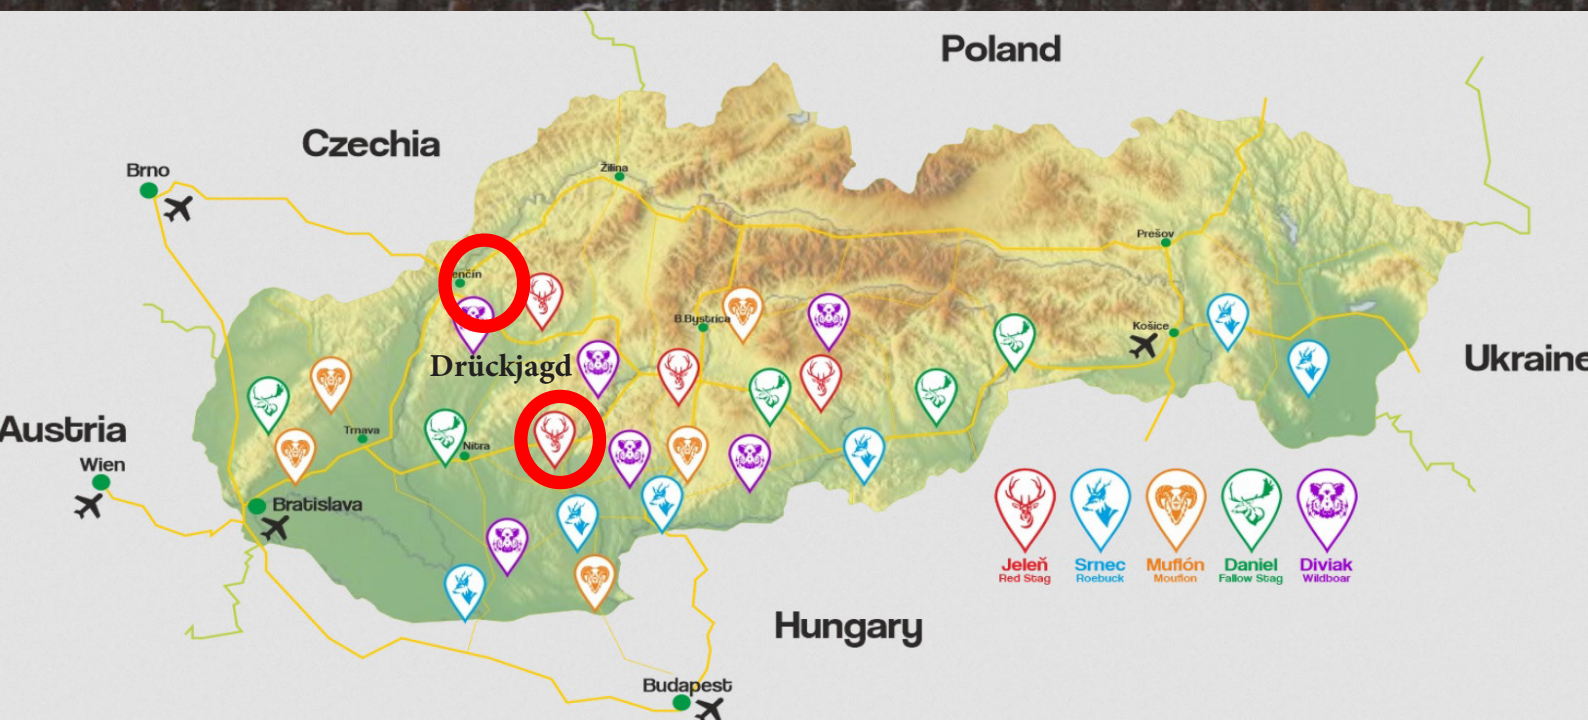 Poland
Czechia
Brno
Žilina
enčín
Prešov
B.Bystrica
Košice
Ukraine
Drückjagd
Austria
Trnava
Nitra
Wien
Bratislava
Jeleň
Red Stag
Srnec
Roebuck
Muflón
Mouflon
Daniel
Fallow Stag
Diviak
Wildboar
Hungary
Budapest